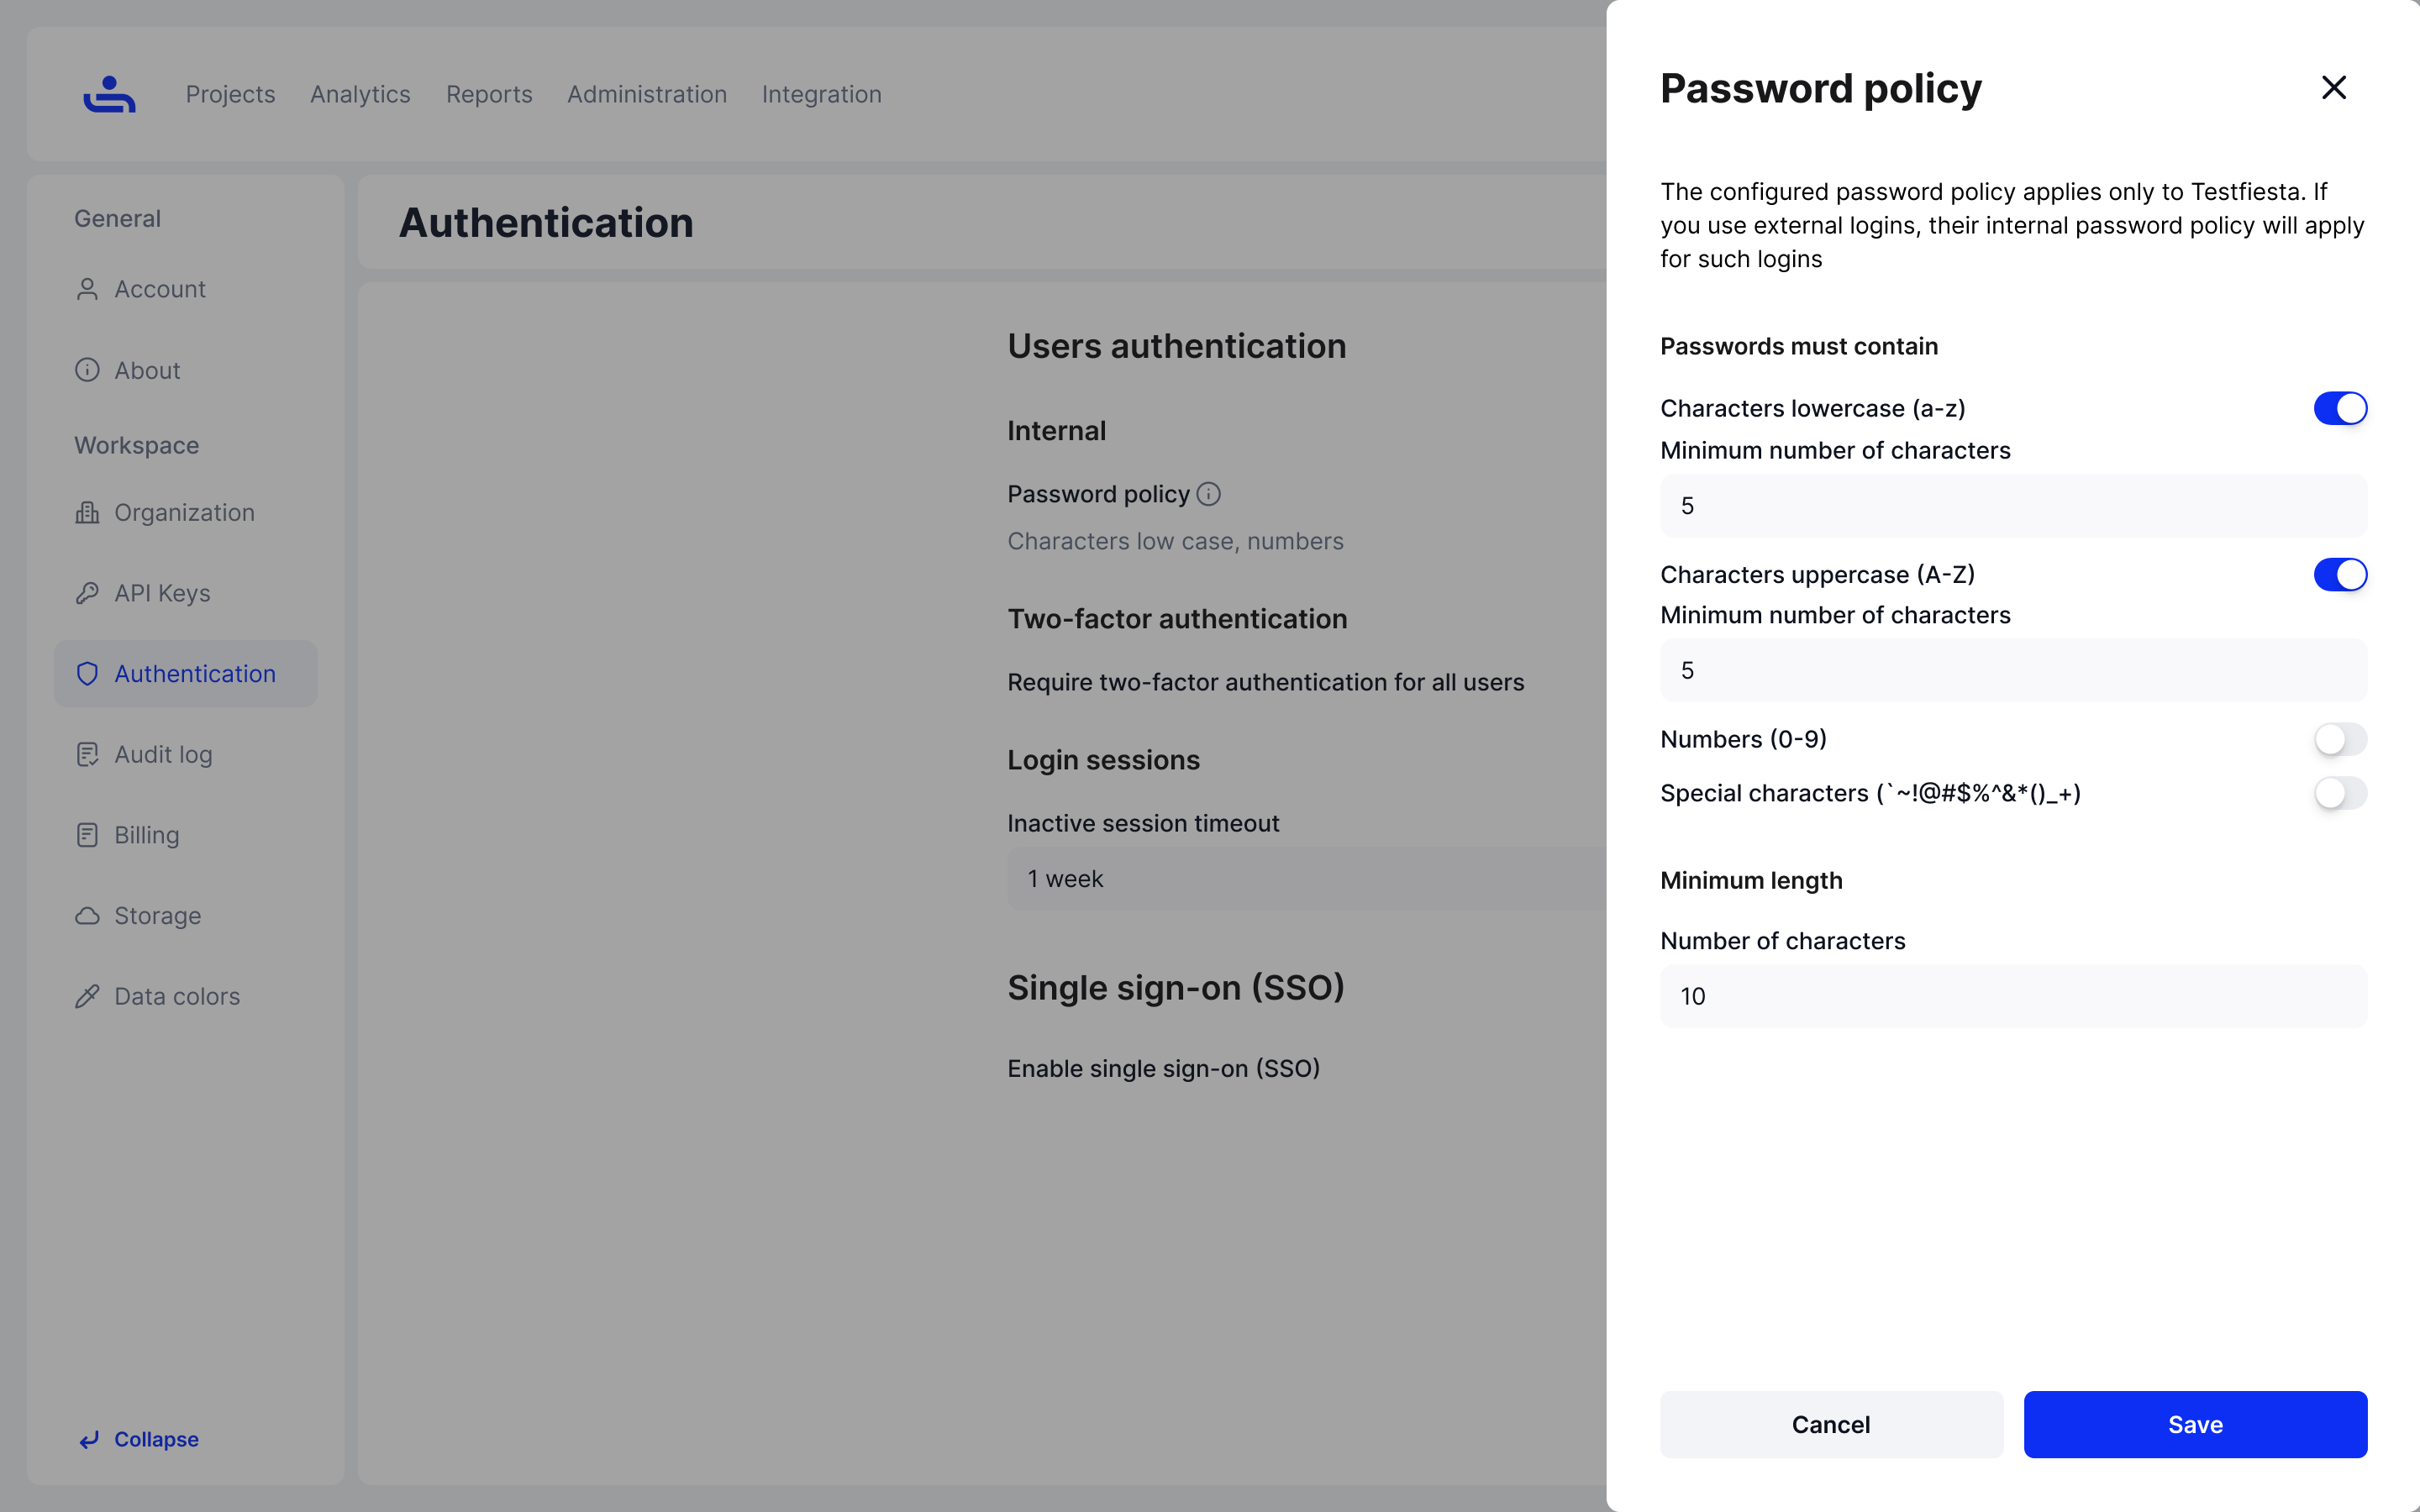 Projects
Analytics
Reports
Administration
Integration
General
Account
About
Workspace
Organization
API Keys
Authentication
Audit log
Billing
Storage
Data colors
Collapse
Authentication
Users authentication
Internal
Password policy
Characters low case, numbers
Two-factor authentication
Require two-factor authentication for all users
Login sessions
Inactive session timeout
1 week
Single sign-on (SSO)
Enable single sign-on (SSO)
Password policy
The configured password policy applies only to Testfiesta. If
you use external logins, their internal password policy will apply
for such logins
Passwords must contain
Characters lowercase (a-z)
Minimum number of characters
5
Characters uppercase (A-Z)
Minimum number of characters
5
Numbers (0-9)
Special characters (`~!@#$%^&*()_+)
Minimum length
Number of characters
10
Cancel
Save